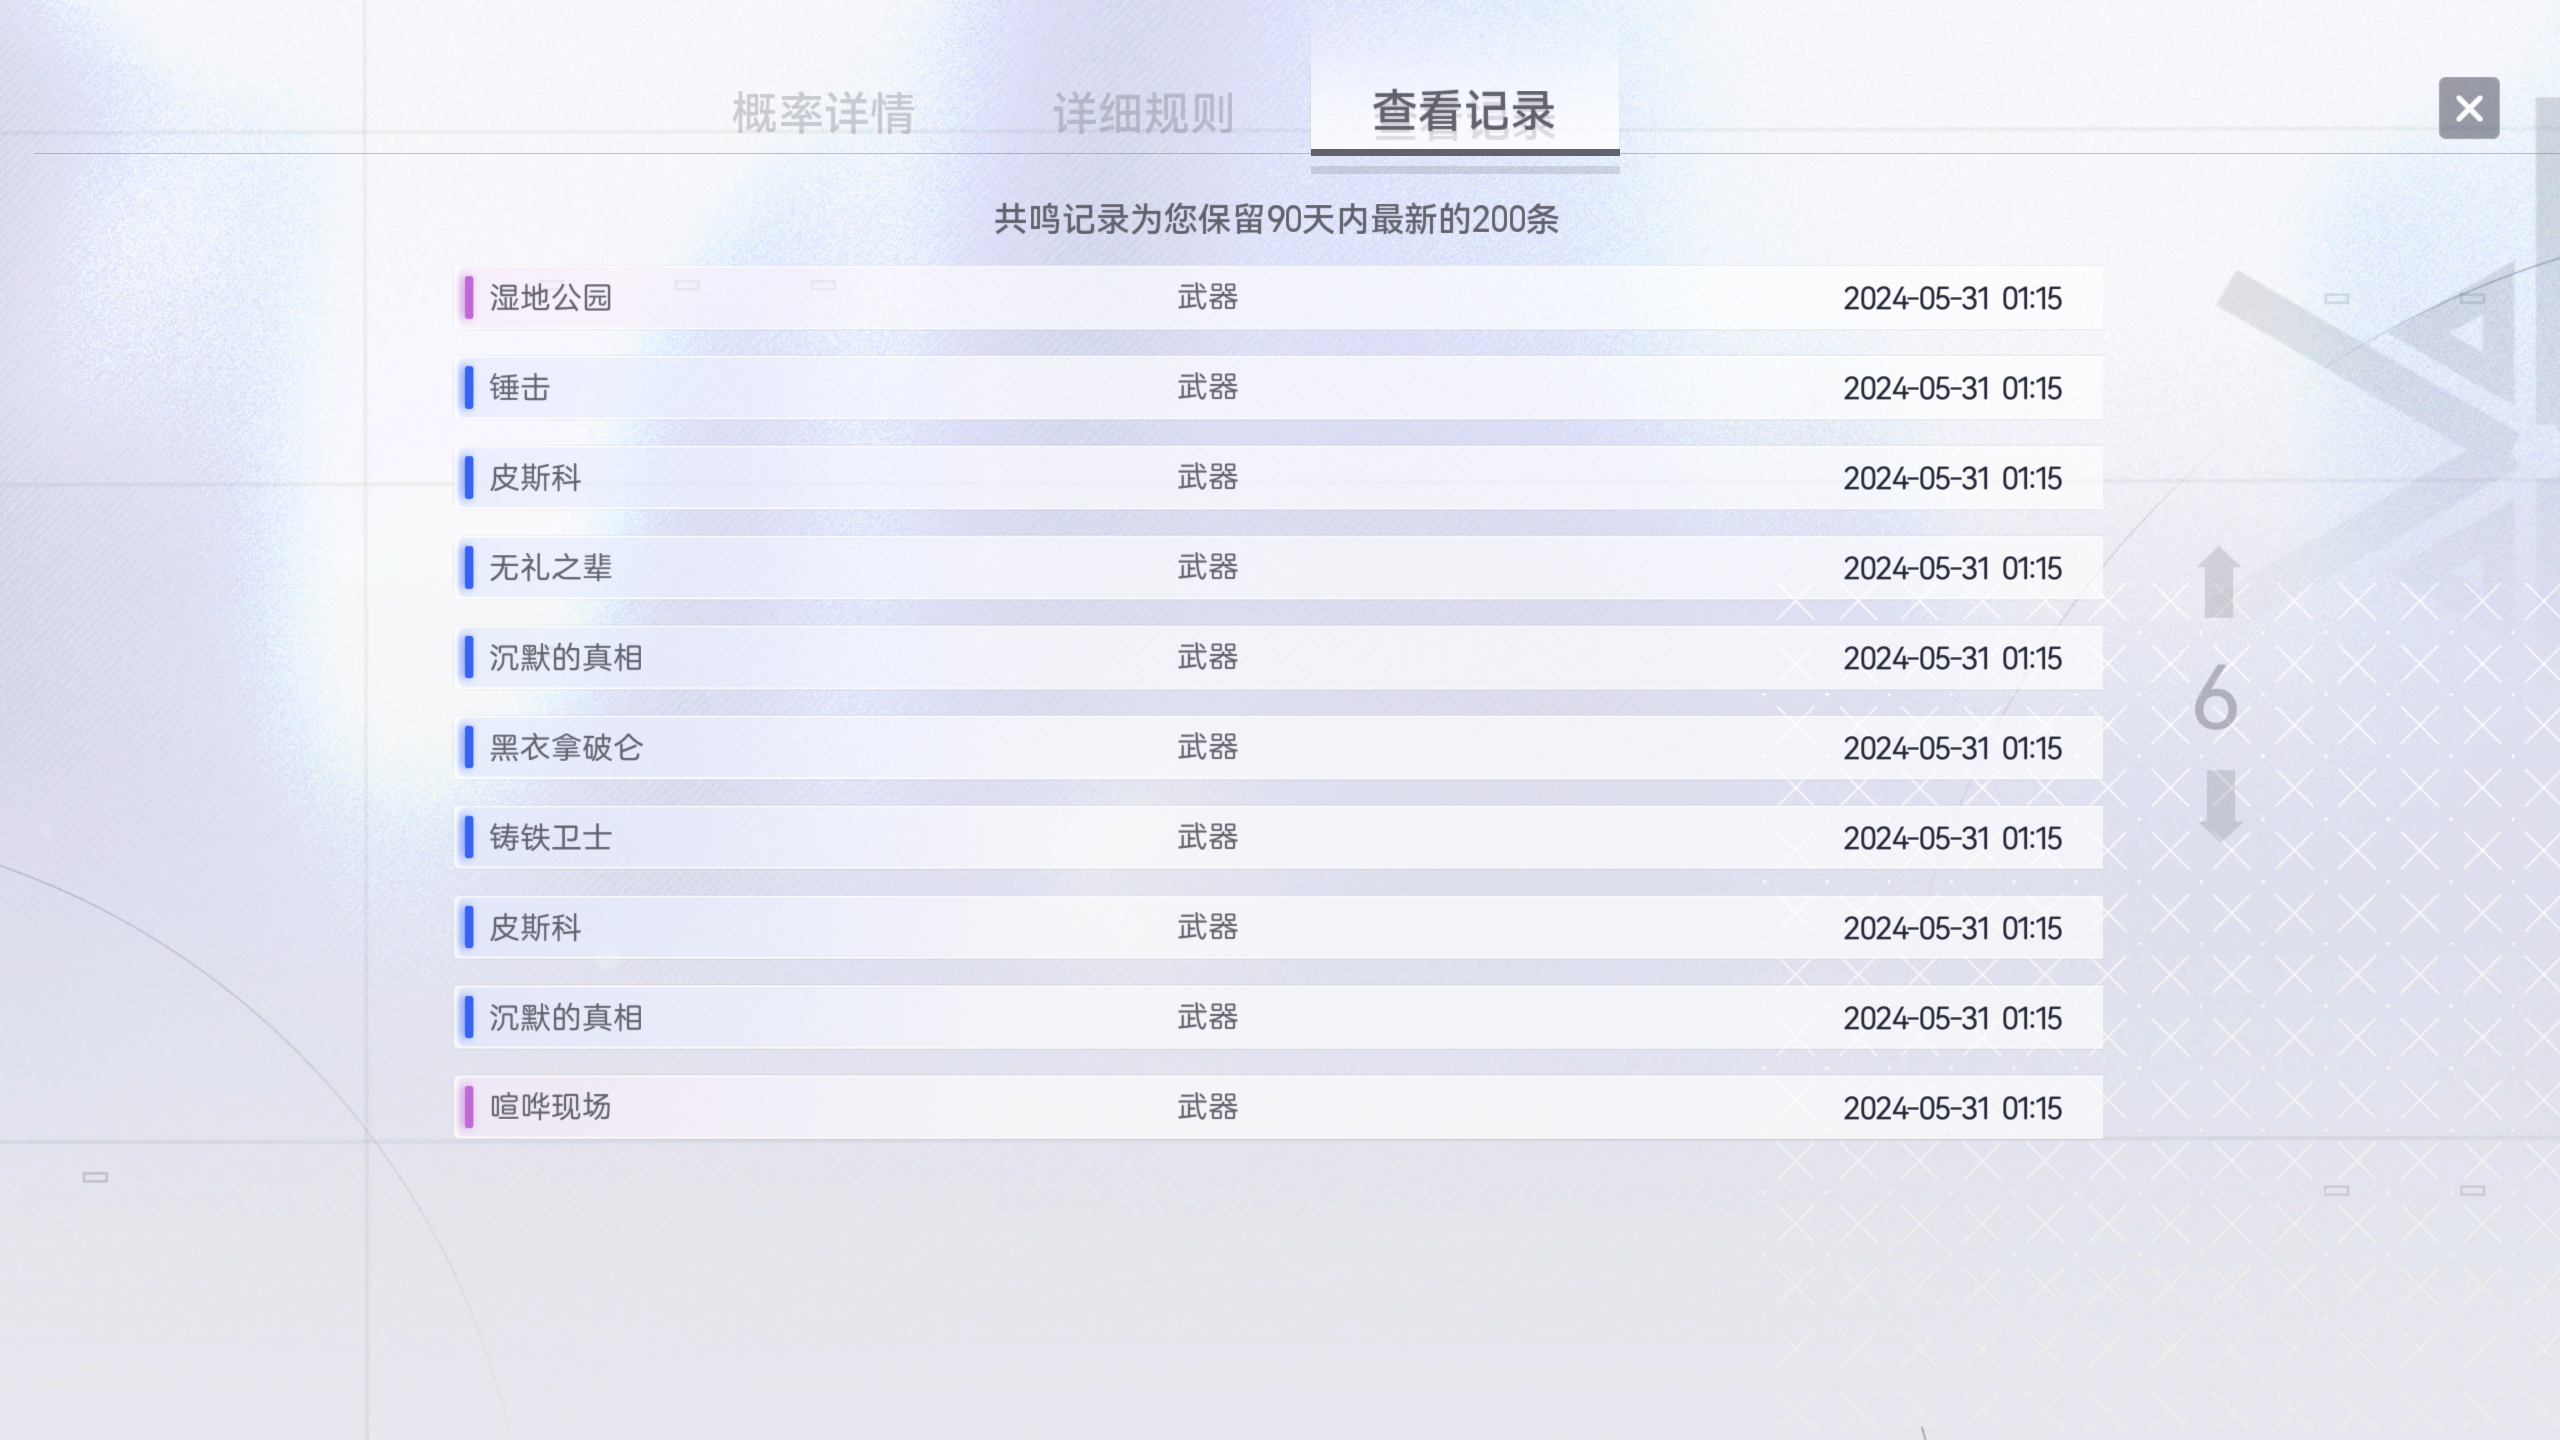 概率详情 详细规则 查看记录
共鸣记录为您保留90天内最新的200条
湿地公园 武器 2024-05-31 01:15
锤击 武器 2024-05-31 01:15
皮斯科 武器 2024-05-31 01:15
无礼之辈 武器 2024-05-31 01:15
沉默的真相 武器 2024-05-31 01:15
黑衣拿破仑 武器 2024-05-31 01:15
铸铁卫士 武器 2024-05-31 01:15
皮斯科 武器 2024-05-31 01:15
沉默的真相 武器 2024-05-31 01:15
喧哗现场 武器 2024-05-31 01:15
6